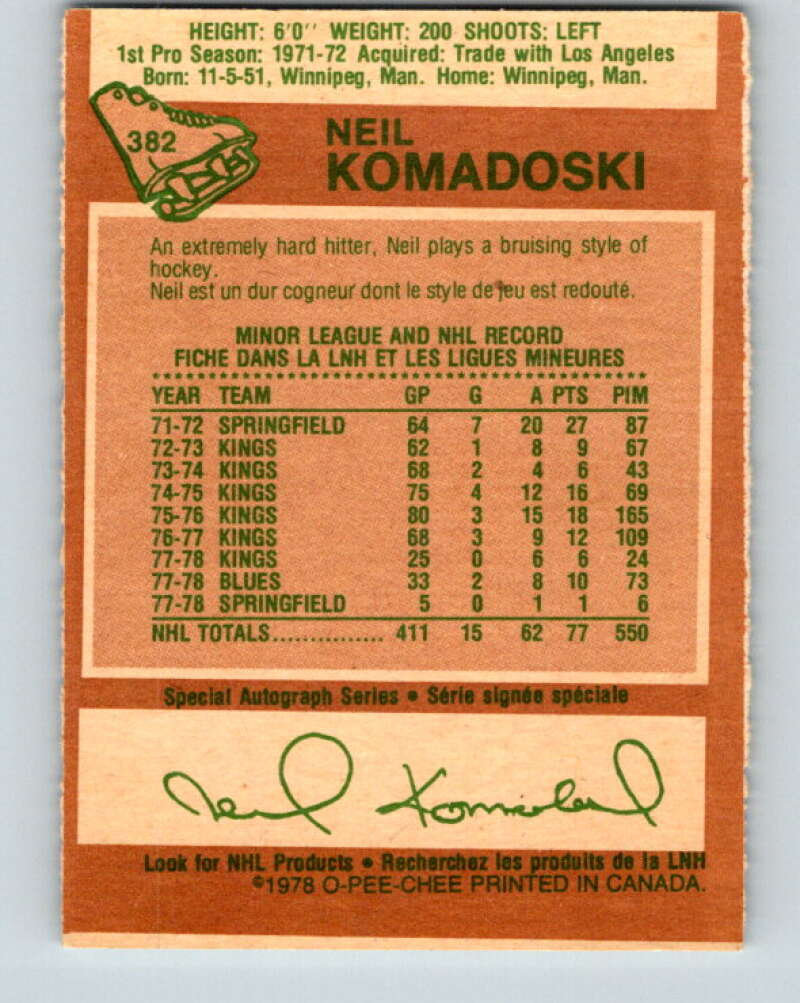 HEIGHT: 6'0'' WEIGHT: 200 SHOOTS: LEFT
1st Pro Season: 1971-72 Acquired: Trade with Los Angeles
Born: 11-5-51, Winnipeg, Man. Home: Winnipeg, Man.
382
NEIL
KOMADOSKI
An extremely hard hitter, Neil plays a bruising style of
hockey.
Neil est un dur cogneur dont le style de jeu est redouté.
MINOR LEAGUE AND NHL RECORD
FICHE DANS LA LNH ET LES LIGUES MINEURES
YEAR TEAM GP G A PTS PIM
71-72 SPRINGFIELD 64 7 20 27 87
72-73 KINGS 62 1 8 9 67
73-74 KINGS 68 2 4 6 43
74-75 KINGS 75 4 12 16 69
75-76 KINGS 80 3 15 18 165
76-77 KINGS 68 3 9 12 109
77-78 KINGS 25 0 6 6 24
77-78 BLUES 33 2 8 10 73
77-78 SPRINGFIELD 5 0 1 1 6
NHL TOTALS............... 411 15 62 77 550
Special Autograph Series • Série signée spéciale
Neil Komadoski
Look for NHL Products • Recherchez les produits de la LNH
©1978 O-PEE-CHEE PRINTED IN CANADA.